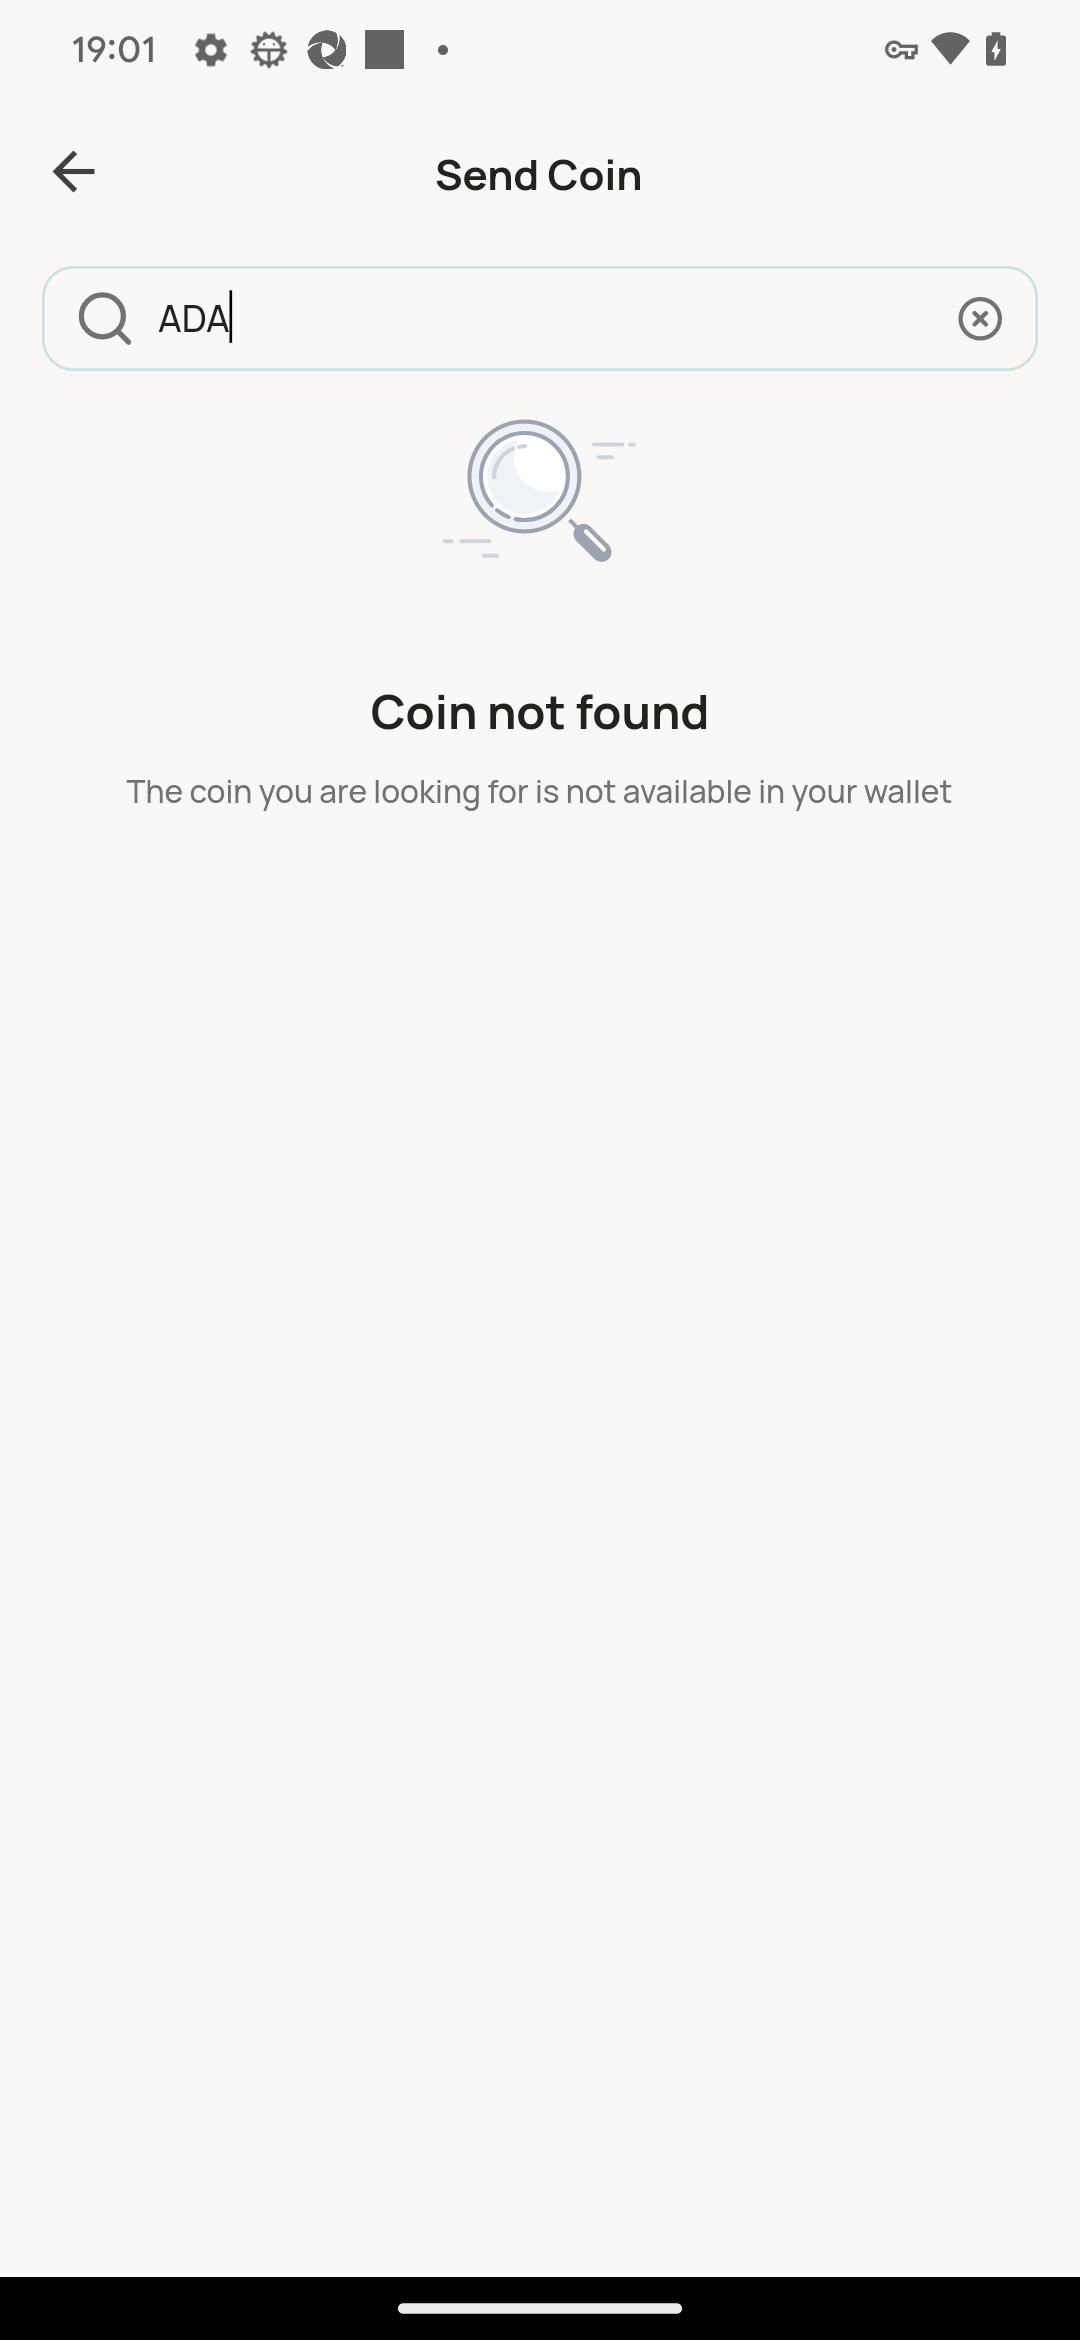 19:01
Send Coin
ADA
Coin not found
The coin you are looking for is not available in your wallet